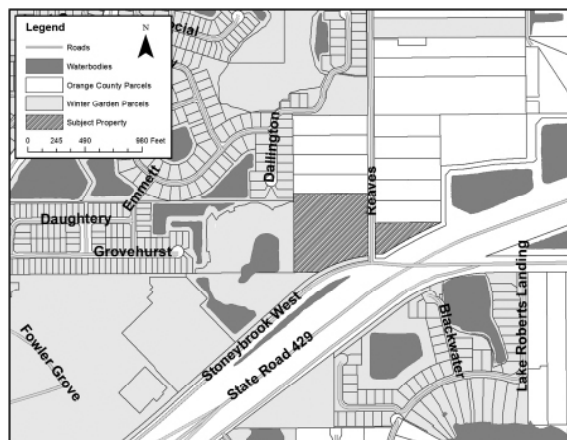 Legend
N
Roads
Waterbodies
Orange County Parcels
Winter Garden Parcels
Subject Property
0 245 490 980 Feet
Dallington
Emmett
Reaves
Daughtery
Grovehurst
Stoneybrook West
State Road 429
Fowler Grove
Blackwater
Lake Roberts Landing